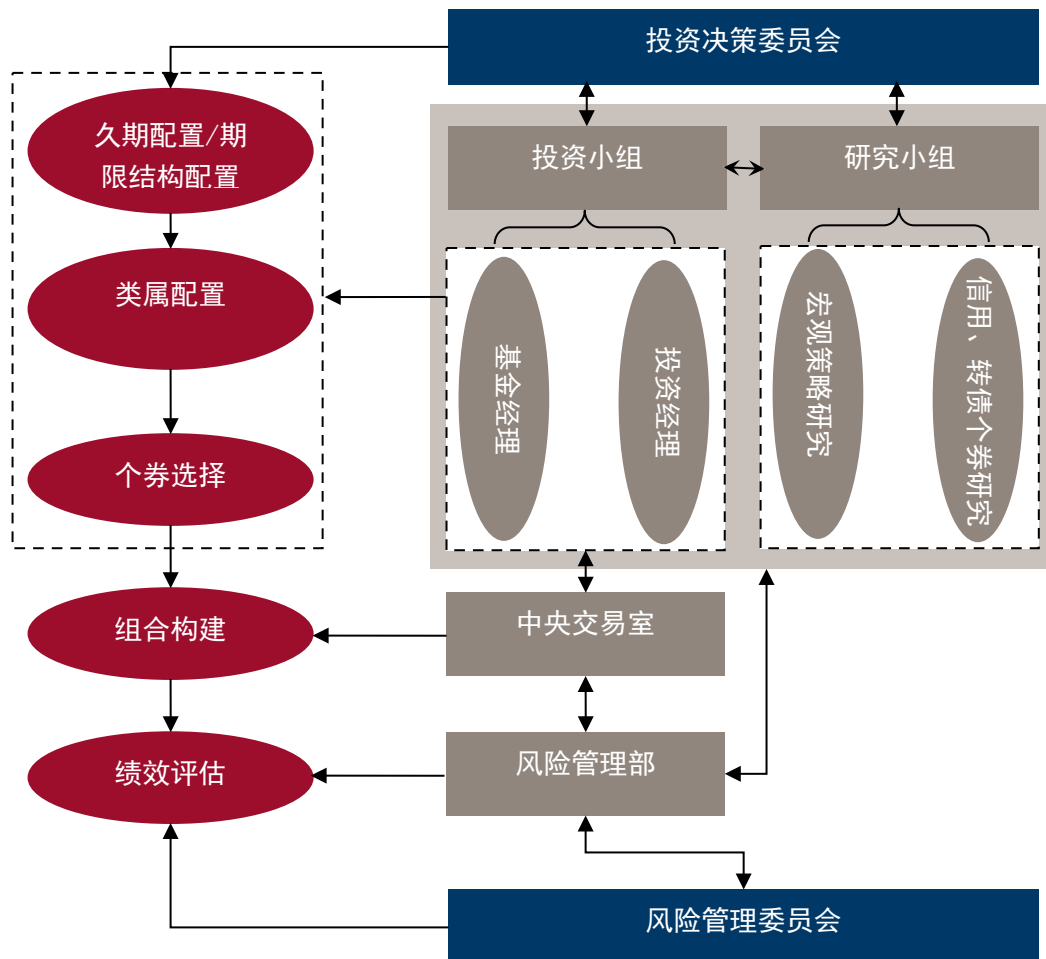 投资决策委员会
久期配置/期
限结构配置
投资小组
研究小组
类属配置
基金经理
投资经理
宏观策略研究
信用、转债个券研究
个券选择
组合构建
中央交易室
绩效评估
风险管理部
风险管理委员会